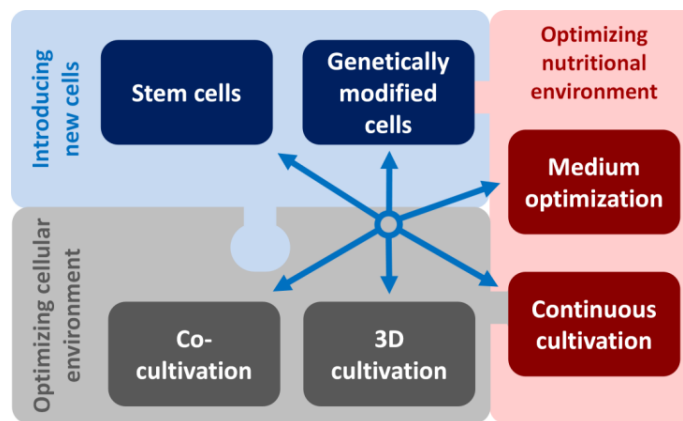 Introducing
new cells
Stem cells
Genetically
modified
cells
Optimizing
nutritional
environment
Medium
optimization
Continuous
cultivation
Optimizing cellular
environment
Co-
cultivation
3D
cultivation